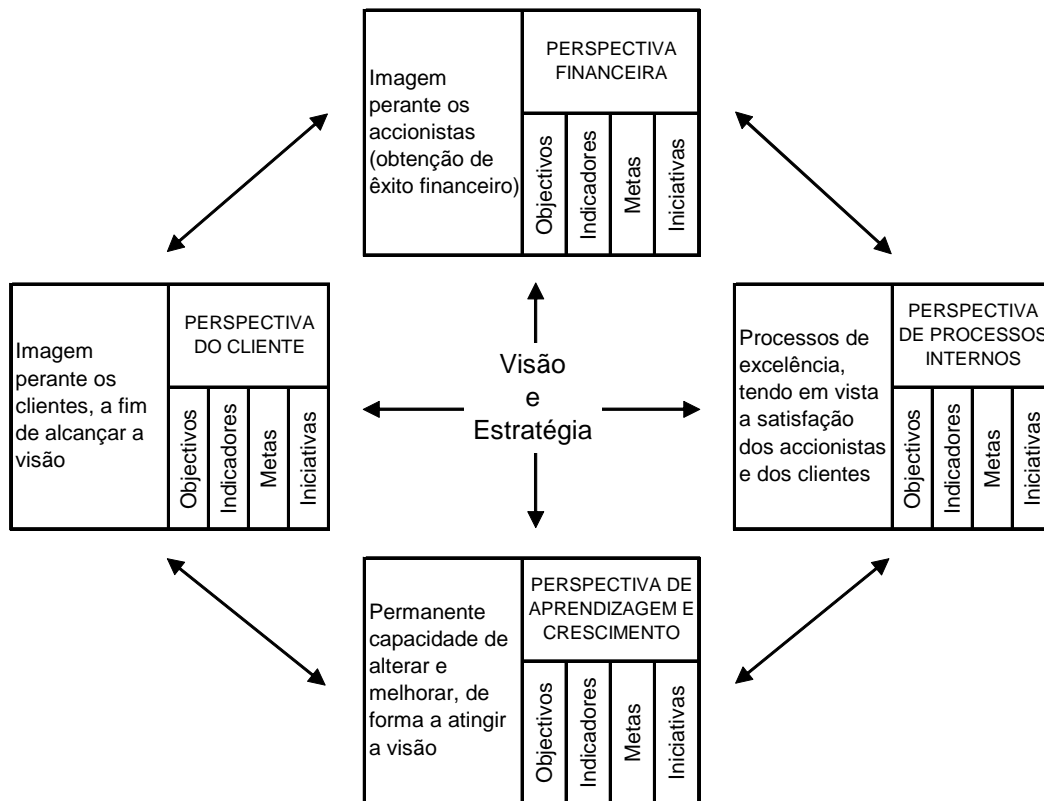 Imagem
perante os
accionistas
(obtenção de
êxito financeiro)
PERSPECTIVA
FINANCEIRA
Objectivos
Indicadores
Metas
Iniciativas
Imagem
perante os
clientes, a fim
de alcançar a
visão
PERSPECTIVA
DO CLIENTE
Objectivos
Indicadores
Metas
Iniciativas
Visão
e
Estratégia
Processos de
excelência,
tendo em vista
a satisfação
dos accionistas
e dos clientes
PERSPECTIVA
DE PROCESSOS
INTERNOS
Objectivos
Indicadores
Metas
Iniciativas
Permanente
capacidade de
alterar e
melhorar, de
forma a atingir
a visão
PERSPECTIVA DE
APRENDIZAGEM E
CRESCIMENTO
Objectivos
Indicadores
Metas
Iniciativas